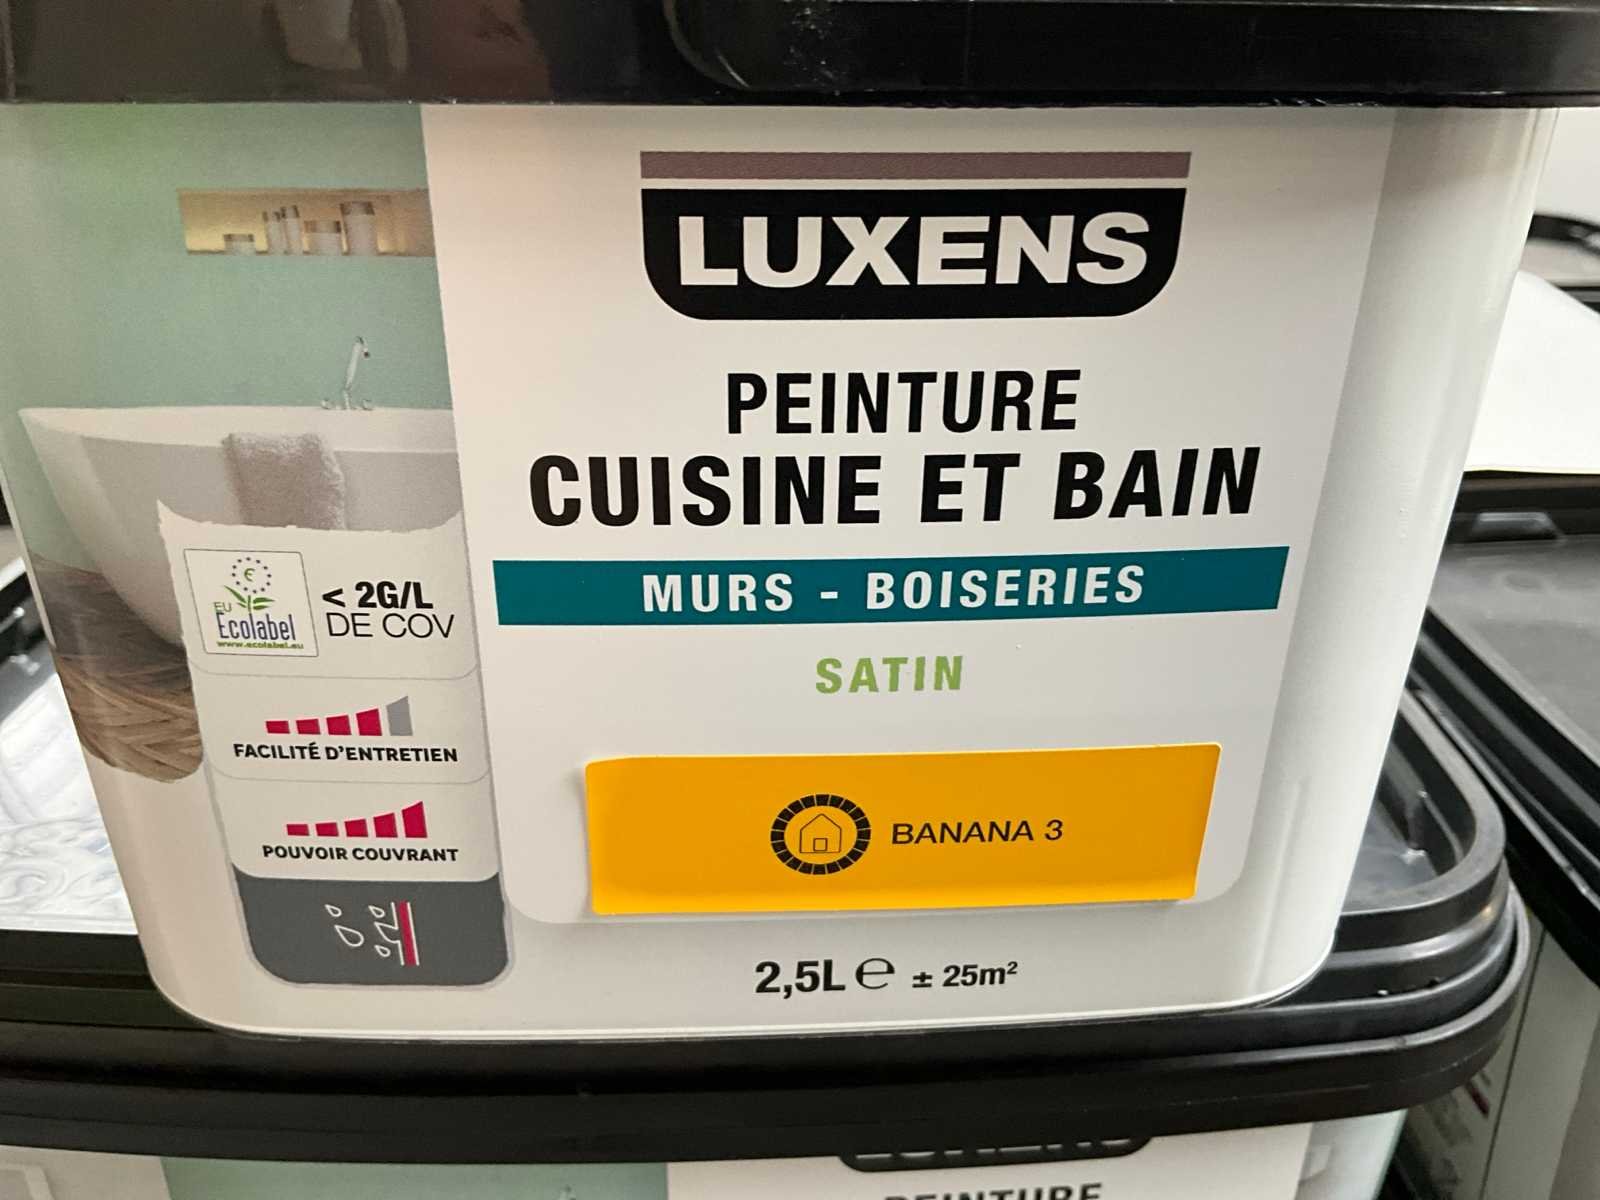 LUXENS
PEINTURE
CUISINE ET BAIN
MURS - BOISERIES
SATIN
EU
Ecolabel
www.ecolabel.eu
< 2G/L
DE COV
FACILITÉ D'ENTRETIEN
POUVOIR COUVRANT
BANANA 3
2,5L ℮ ± 25m²
PEINTURE